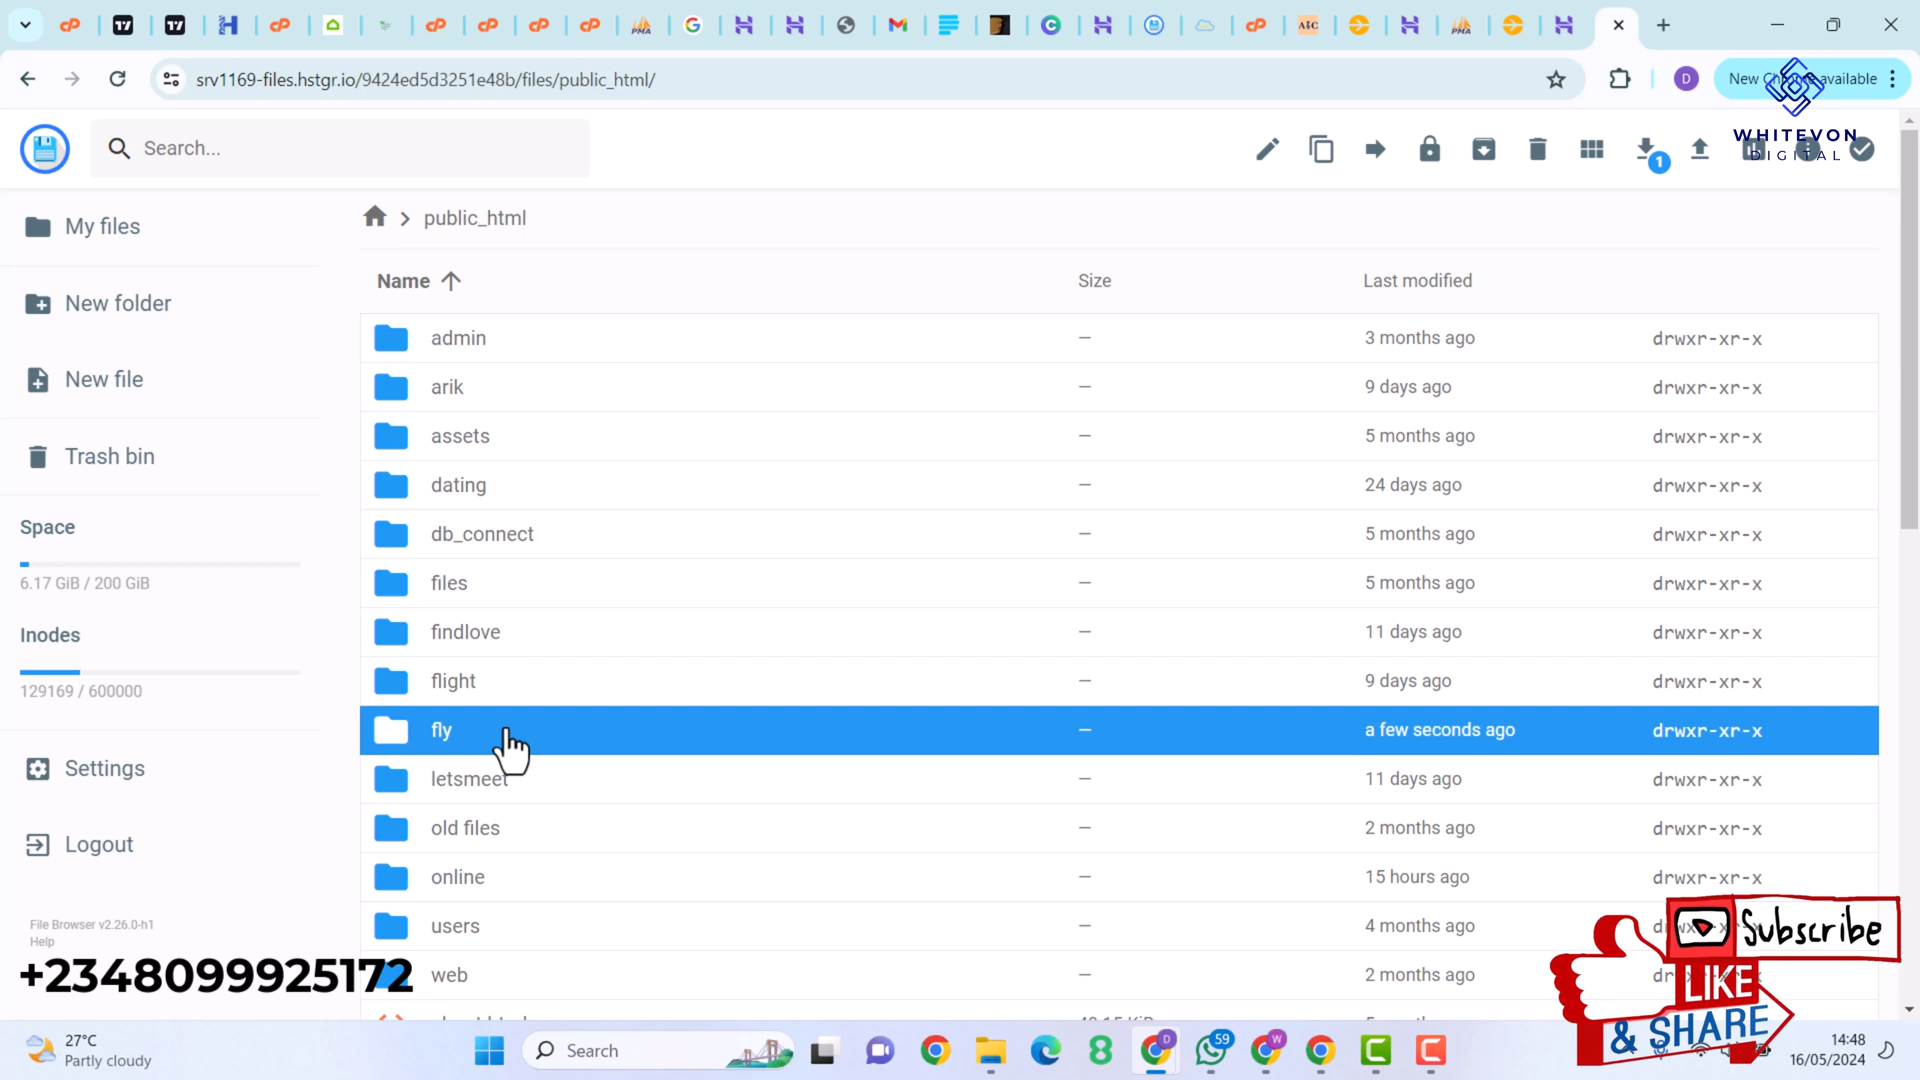 srv1169-files.hstgr.io/9424ed5d3251e48b/files/public_html/
D
New Chrome available
WHITEVON
DIGITAL
Search...
1
My files
New folder
New file
Trash bin
Space
6.17 GiB / 200 GiB
Inodes
129169 / 600000
Settings
Logout
File Browser v2.26.0-h1
Help
+2348099925172
public_html
Name Size Last modified
admin — 3 months ago drwxr-xr-x
arik — 9 days ago drwxr-xr-x
assets — 5 months ago drwxr-xr-x
dating — 24 days ago drwxr-xr-x
db_connect — 5 months ago drwxr-xr-x
files — 5 months ago drwxr-xr-x
findlove — 11 days ago drwxr-xr-x
flight — 9 days ago drwxr-xr-x
fly — a few seconds ago drwxr-xr-x
letsmeet — 11 days ago drwxr-xr-x
old files — 2 months ago drwxr-xr-x
online — 15 hours ago drwxr-xr-x
users — 4 months ago
web — 2 months ago
Subscribe
LIKE
& SHARE
27°C
Partly cloudy
Search
D
59
W
14:48
16/05/2024